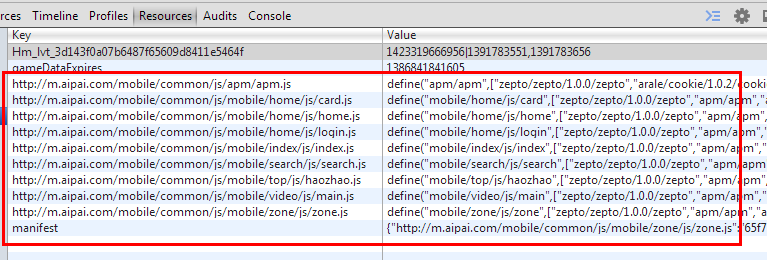 rces Timeline Profiles Resources Audits Console
Key Value
Hm_lvt_3d143f0a07b6487f65609d8411e5464f 1423319666956|1391783551,1391783656
gameDataExpires 1386841841605
http://m.aipai.com/mobile/common/js/apm/apm.js define("apm/apm",["zepto/zepto/1.0.0/zepto","arale/cookie/1.0.2/cookie
http://m.aipai.com/mobile/common/js/mobile/home/js/card.js define("mobile/home/js/card",["zepto/zepto/1.0.0/zepto","apm/apm","a
http://m.aipai.com/mobile/common/js/mobile/home/js/home.js define("mobile/home/js/home",["zepto/zepto/1.0.0/zepto","apm/apm",
http://m.aipai.com/mobile/common/js/mobile/home/js/login.js define("mobile/home/js/login",["zepto/zepto/1.0.0/zepto","apm/apm","
http://m.aipai.com/mobile/common/js/mobile/index/js/index.js define("mobile/index/js/index",["zepto/zepto/1.0.0/zepto","apm/apm",
http://m.aipai.com/mobile/common/js/mobile/search/js/search.js define("mobile/search/js/search",["zepto/zepto/1.0.0/zepto","apm/apm
http://m.aipai.com/mobile/common/js/mobile/top/js/haozhao.js define("mobile/top/js/haozhao",["zepto/zepto/1.0.0/zepto","apm/apm"
http://m.aipai.com/mobile/common/js/mobile/video/js/main.js define("mobile/video/js/main",["zepto/zepto/1.0.0/zepto","apm/apm",
http://m.aipai.com/mobile/common/js/mobile/zone/js/zone.js define("mobile/zone/js/zone",["zepto/zepto/1.0.0/zepto","apm/apm","a
manifest {"http://m.aipai.com/mobile/common/js/mobile/zone/js/zone.js":"65f7